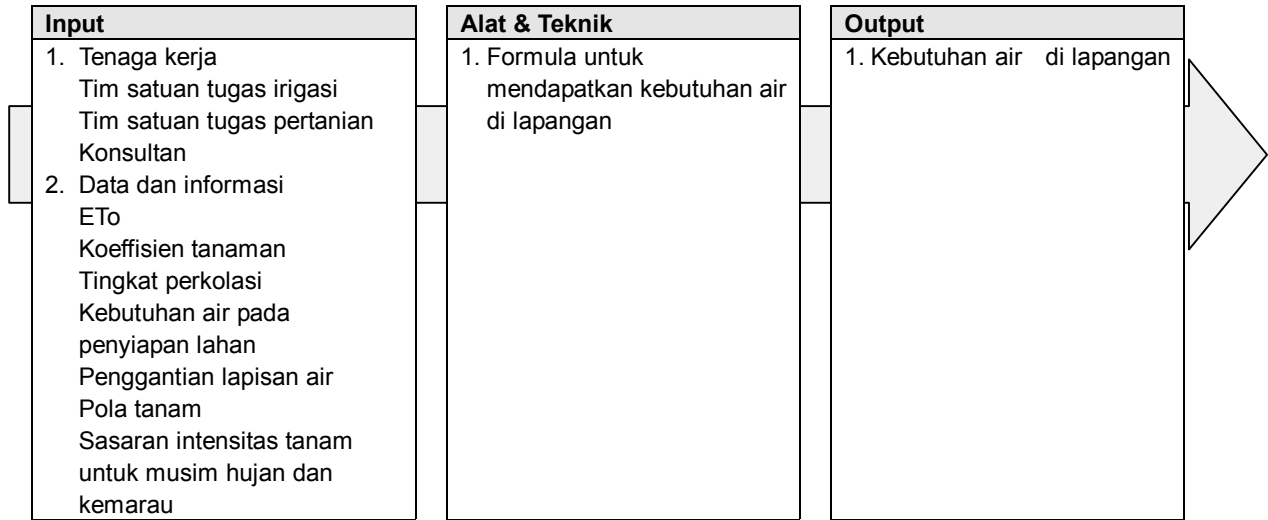 Input
1. Tenaga kerja
Tim satuan tugas irigasi
Tim satuan tugas pertanian
Konsultan
2. Data dan informasi
ETo
Koeffisien tanaman
Tingkat perkolasi
Kebutuhan air pada
penyiapan lahan
Penggantian lapisan air
Pola tanam
Sasaran intensitas tanam
untuk musim hujan dan
kemarau
Alat & Teknik
1. Formula untuk
mendapatkan kebutuhan air
di lapangan
Output
1. Kebutuhan air di lapangan